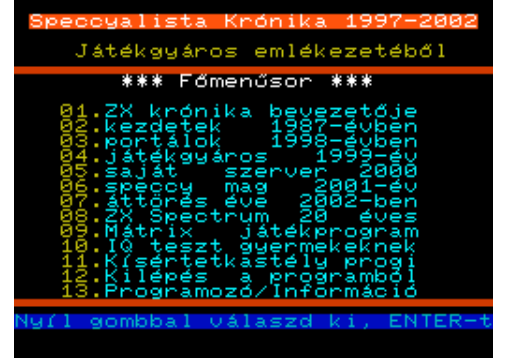 Speccyalista Krónika 1997-2002
Játékgyáros emlékezetéből
*** Főmenűsor ***
01.ZX krónika bevezetője
02.kezdetek 1987-évben
03.portálok 1998-évben
04.játékgyáros 1999-év
05.saját szerver 2000
06.speccy mag 2001-év
07.áttörés éve 2002-ben
08.ZX Spectrum 20 éves
09.Mátrix játékprogram
10.IQ teszt gyermekeknek
11.Kísértetkastély progi
12.Kilépés a programból
13.Programozó/Információ
Nyíl gombbal válaszd ki, ENTER-t